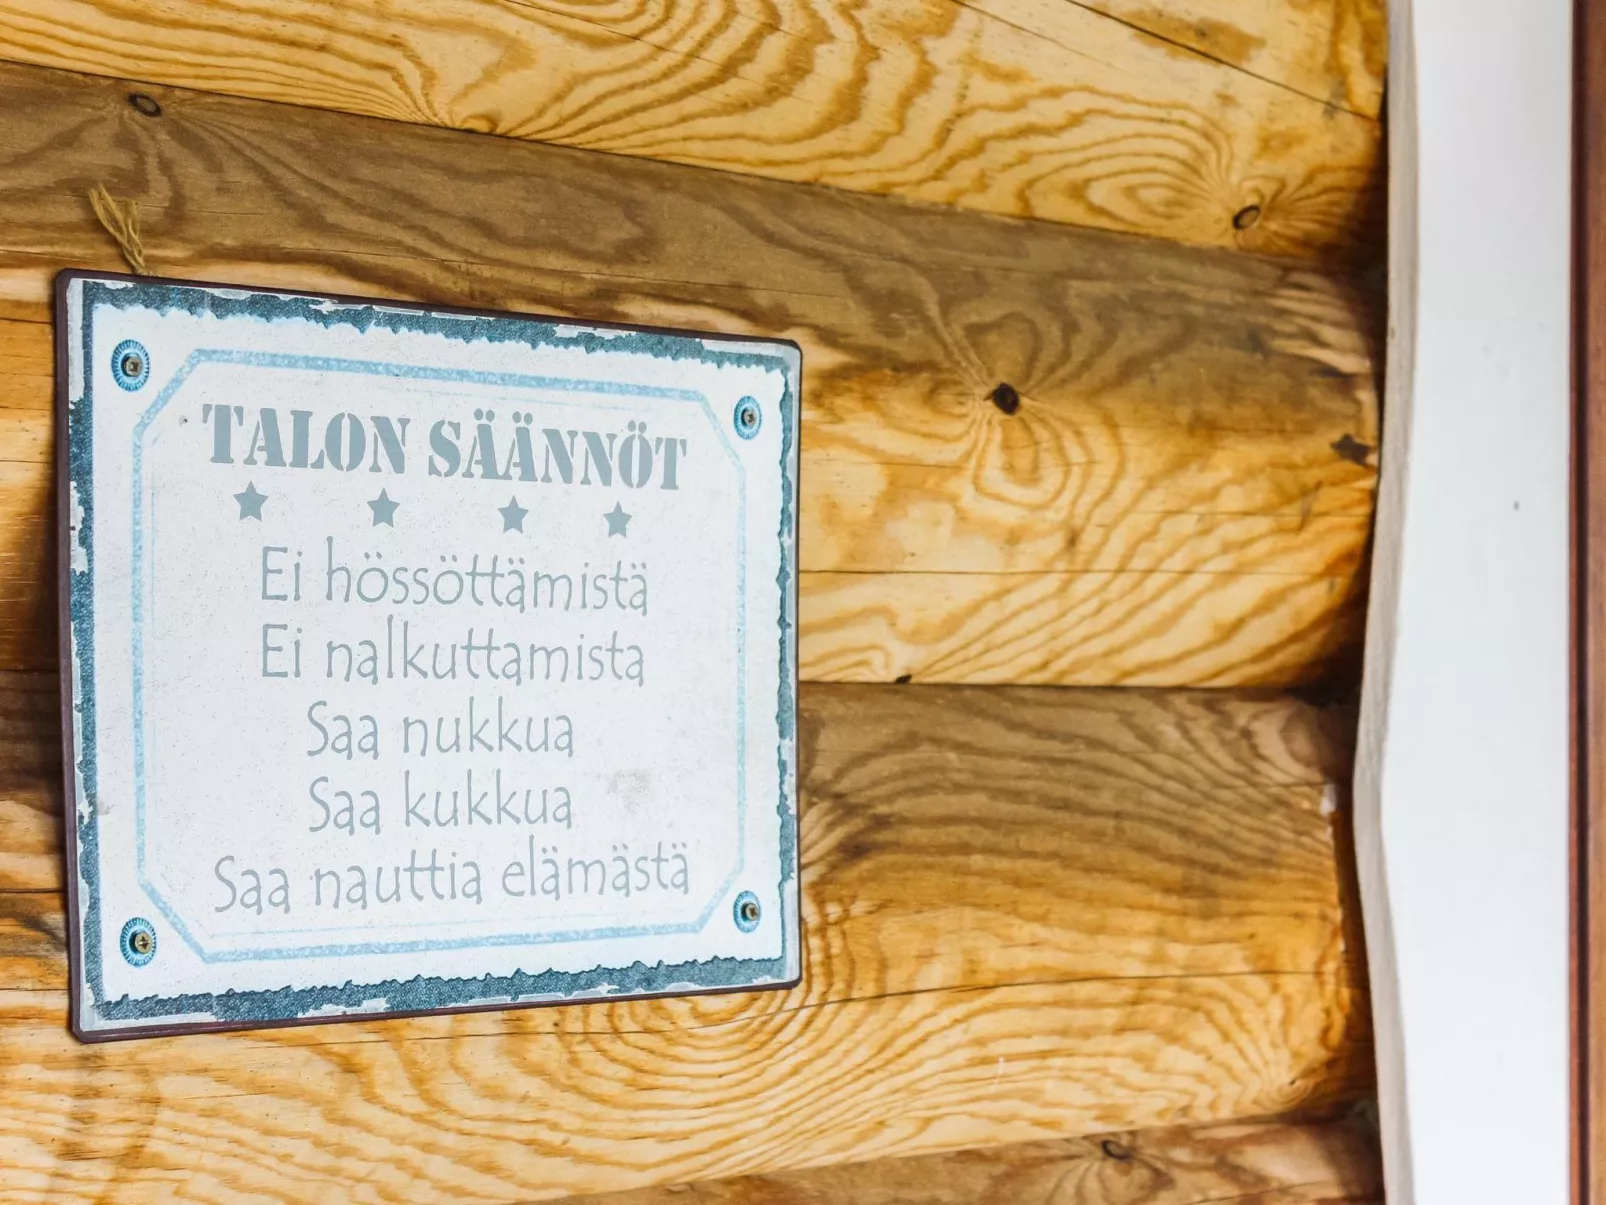 TALON SÄÄNNÖT
Ei hössöttämistä
Ei nalkuttamista
Saa nukkua
Saa kukkua
Saa nauttia elämästä